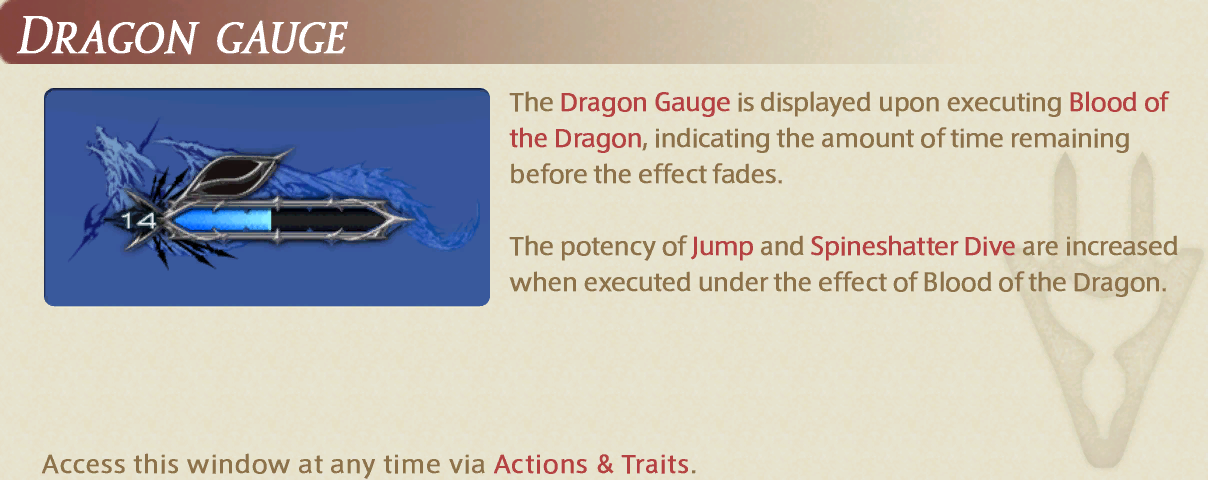 DRAGON GAUGE
The Dragon Gauge is displayed upon executing Blood of
the Dragon, indicating the amount of time remaining
before the effect fades.
14
The potency of Jump and Spineshatter Dive are increased
when executed under the effect of Blood of the Dragon.
Access this window at any time via Actions & Traits.